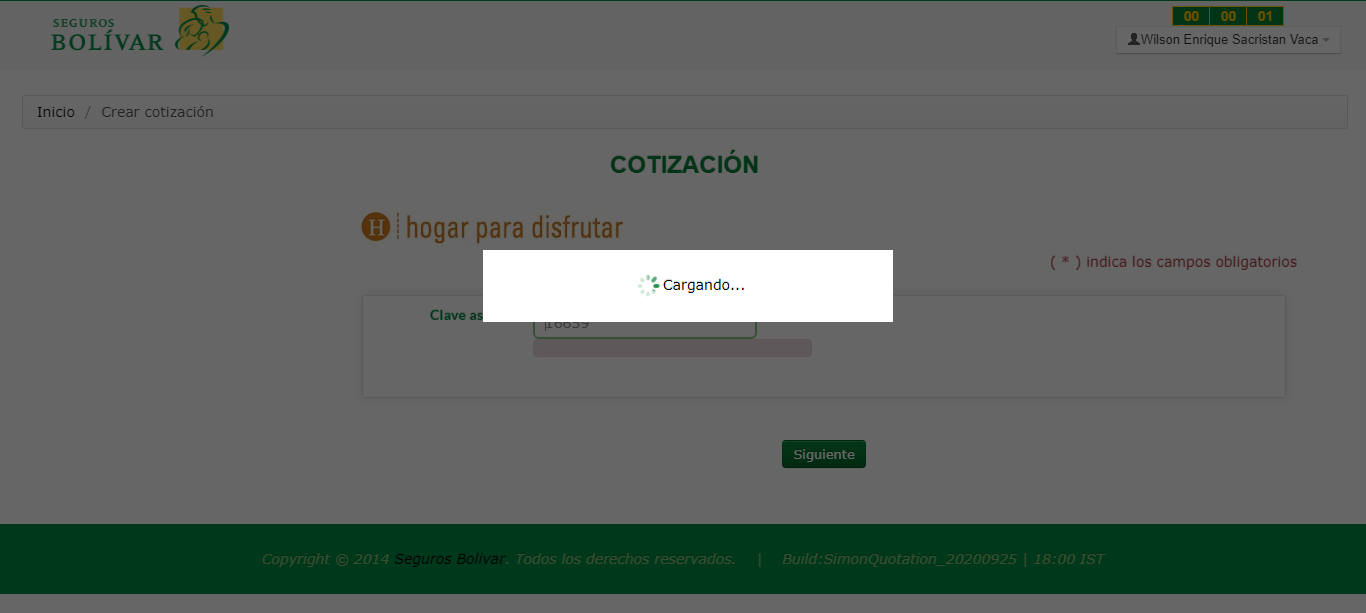 SEGUROS
BOLÍVAR
00 00 01
Wilson Enrique Sacristan Vaca
Inicio / Crear cotización
COTIZACIÓN
H hogar para disfrutar
( * ) indica los campos obligatorios
Cargando...
Clave as
16659
Siguiente
Copyright © 2014 Seguros Bolivar. Todos los derechos reservados. | Build:SimonQuotation_20200925 | 18:00 IST